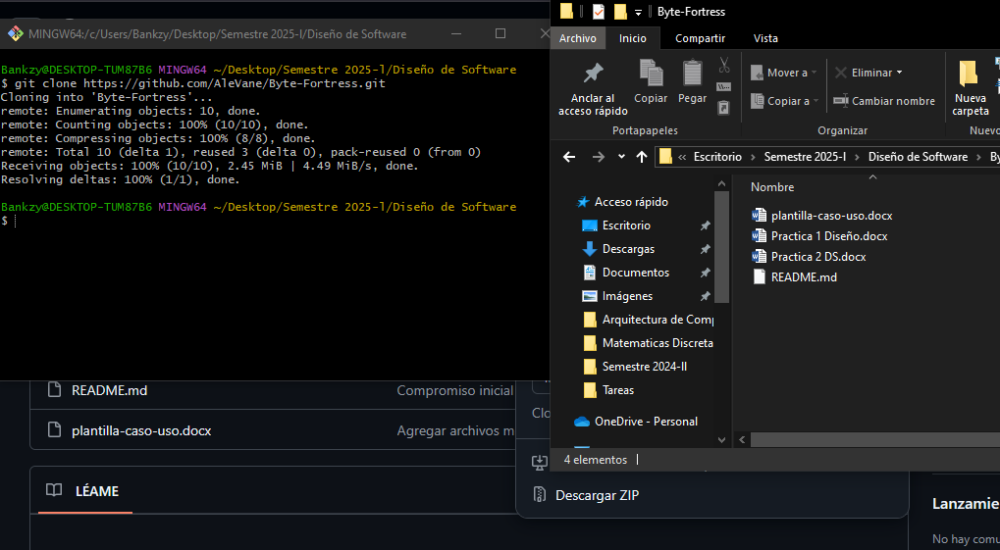 MINGW64:/c/Users/Bankzy/Desktop/Semestre 2025-I/Diseño de Software
Bankzy@DESKTOP-TUM87B6 MINGW64 ~/Desktop/Semestre 2025-l/Diseño de Software
$ git clone https://github.com/AleVane/Byte-Fortress.git
Cloning into 'Byte-Fortress'...
remote: Enumerating objects: 10, done.
remote: Counting objects: 100% (10/10), done.
remote: Compressing objects: 100% (8/8), done.
remote: Total 10 (delta 1), reused 3 (delta 0), pack-reused 0 (from 0)
Receiving objects: 100% (10/10), 2.45 MiB | 4.49 MiB/s, done.
Resolving deltas: 100% (1/1), done.
Bankzy@DESKTOP-TUM87B6 MINGW64 ~/Desktop/Semestre 2025-l/Diseño de Software
$
README.md Compromiso inicial
plantilla-caso-uso.docx Agregar archivos m
LÉAME
Byte-Fortress
Archivo Inicio Compartir Vista
Anclar al
acceso rápido
Copiar
Pegar
Portapapeles
Mover a
Copiar a
Eliminar
Cambiar nombre
Organizar
Nueva
carpeta
Nuevo
« Escritorio > Semestre 2025-I > Diseño de Software > By
Acceso rápido
Escritorio
Descargas
Documentos
Imágenes
Arquitectura de Comp
Matematicas Discreta
Semestre 2024-II
Tareas
OneDrive - Personal
Nombre
plantilla-caso-uso.docx
Practica 1 Diseño.docx
Practica 2 DS.docx
README.md
4 elementos
Clo
Descargar ZIP
Lanzamie
No hay comu